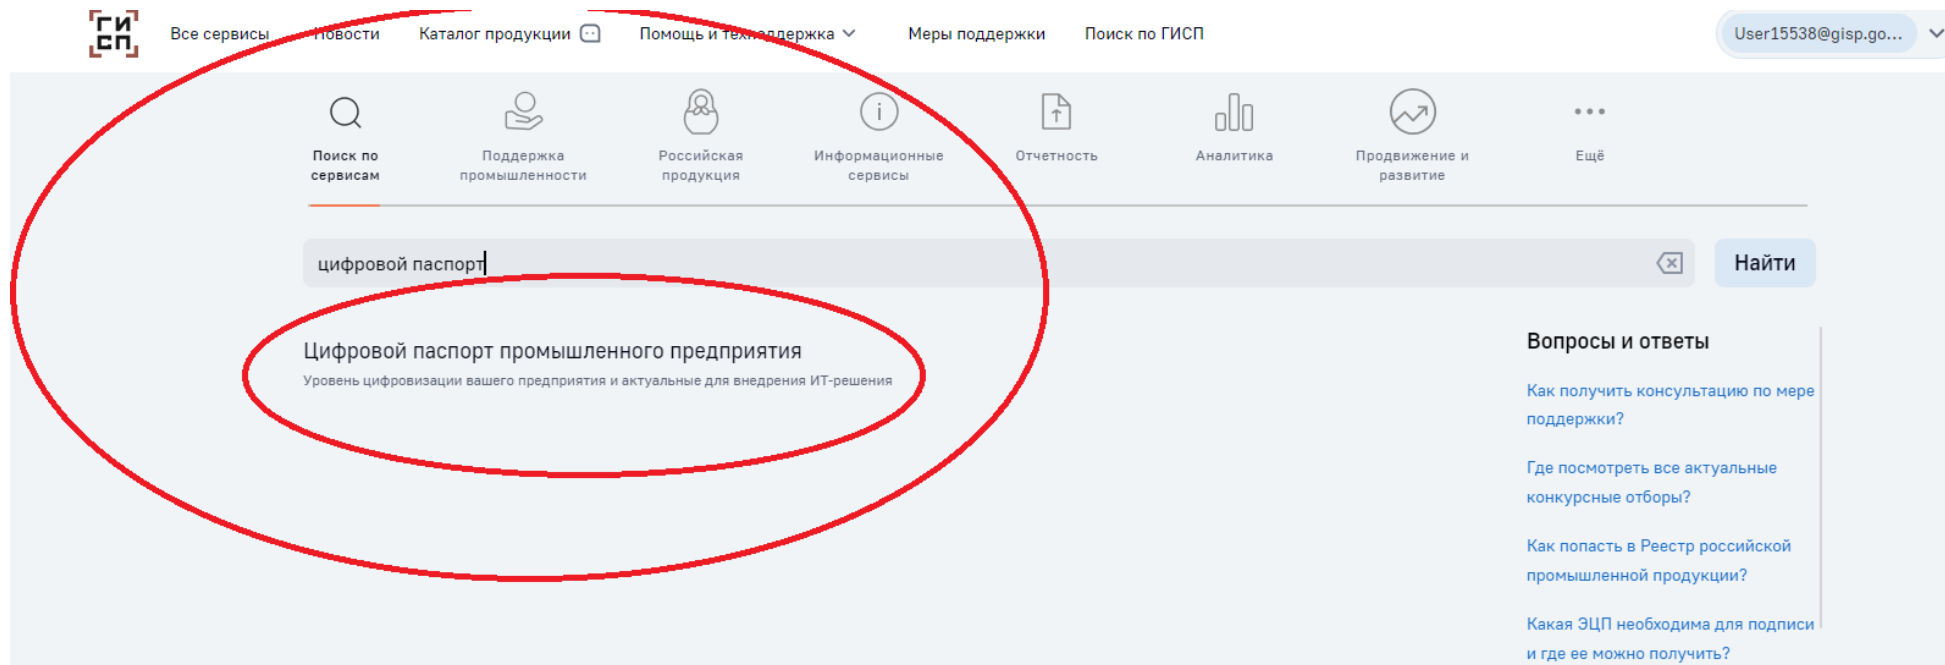 ГИСП
Все сервисы Новости Каталог продукции Помощь и техподдержка Меры поддержки Поиск по ГИСП User15538@gisp.go...
Поиск по сервисам
Поддержка промышленности
Российская продукция
Информационные сервисы
Отчетность
Аналитика
Продвижение и развитие
Ещё
цифровой паспорт
Найти
Цифровой паспорт промышленного предприятия
Уровень цифровизации вашего предприятия и актуальные для внедрения ИТ-решения
Вопросы и ответы
Как получить консультацию по мере
поддержки?
Где посмотреть все актуальные
конкурсные отборы?
Как попасть в Реестр российской
промышленной продукции?
Какая ЭЦП необходима для подписи
и где ее можно получить?